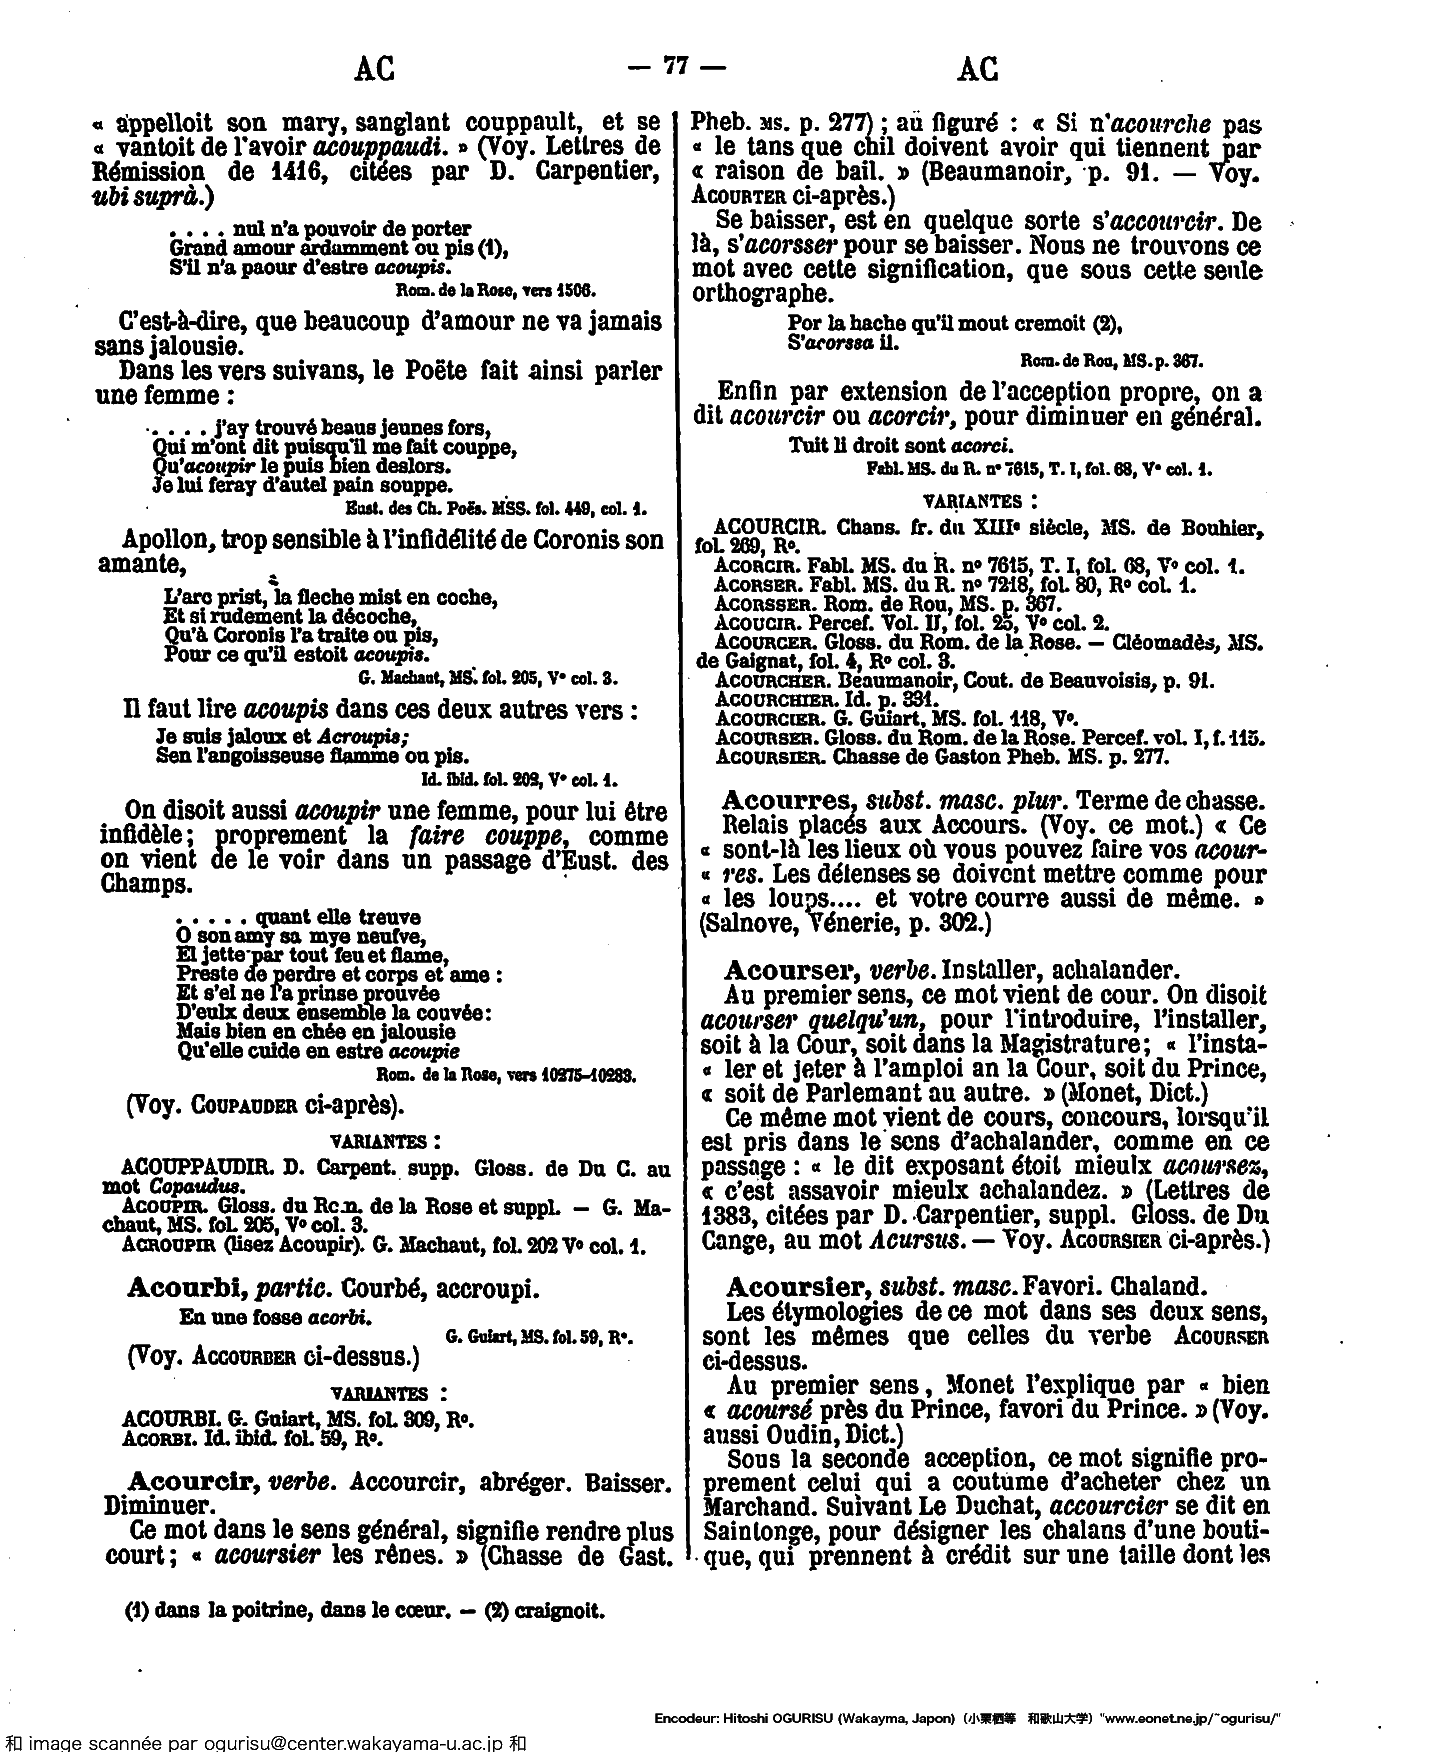 AC — 77 — AC
« appelloit son mary, sanglant couppault, et se
« vantoit de l'avoir acouppaudi. » (Voy. Lettres de
Rémission de 1416, citées par D. Carpentier,
ubi suprà.)
. . . . nul n'a pouvoir de porter
Grand amour ardamment ou pis (1),
S'il n'a paour d'estre acoupis.
Rom. de la Rose, vers 1506.
C'est-à-dire, que beaucoup d'amour ne va jamais
sans jalousie.
Dans les vers suivans, le Poëte fait ainsi parler
une femme :
. . . . j'ay trouvé beaus jeunes fors,
Qui m'ont dit puisqu'il me fait couppe,
Qu'acoupir le puis bien deslors.
Je lui feray d'autel pain souppe.
Eust. des Ch. Poës. MSS. fol. 449, col. 1.
Apollon, trop sensible à l'infidélité de Coronis son
amante,
L'arc prist, la fleche mist en coche,
Et si rudement la décoche,
Qu'à Coronis l'a traite ou pis,
Pour ce qu'il estoit acoupis.
G. Machaut, MS. fol. 205, V° col. 3.
Il faut lire acoupis dans ces deux autres vers :
Je suis jaloux et Acroupis;
Sen l'angoisseuse flamme ou pis.
Id. ibid. fol. 202, V° col. 1.
On disoit aussi acoupir une femme, pour lui être
infidèle; proprement la faire couppe, comme
on vient de le voir dans un passage d'Eust. des
Champs.
. . . . . quant elle treuve
O son amy sa mye neufve,
El jette par tout feu et flame,
Preste de perdre et corps et ame :
Et s'el ne l'a prinse prouvée
D'eulx deux ensemble la couvée:
Mais bien en chée en jalousie
Qu'elle cuide en estre acoupie
Rom. de la Rose, vers 10275-10283.
(Voy. COUPAUDER ci-après).
VARIANTES :
ACOUPPAUDIR. D. Carpent. supp. Gloss. de Du C. au
mot Copaudus.
ACOUPIR. Gloss. du Rom. de la Rose et suppl. — G. Ma-
chaut, MS. fol. 205, V° col. 3.
ACROUPIR (lisez Acoupir). G. Machaut, fol. 202 V° col. 1.
Acourbi, partic. Courbé, accroupi.
En une fosse acorbi.
G. Guiart, MS. fol. 59, R°.
(Voy. ACCOURBER ci-dessus.)
VARIANTES :
ACOURBI. G. Guiart, MS. fol. 309, R°.
ACORBI. Id. ibid. fol. 59, R°.
Acourcir, verbe. Accourcir, abréger. Baisser.
Diminuer.
Ce mot dans le sens général, signifie rendre plus
court; « acoursier les rênes. » (Chasse de Gast.
Pheb. MS. p. 277) ; au figuré : « Si n'acourche pas
« le tans que chil doivent avoir qui tiennent par
« raison de bail. » (Beaumanoir, p. 91. — Voy.
ACOURTER ci-après.)
Se baisser, est en quelque sorte s'accourcir. De
là, s'acorsser pour se baisser. Nous ne trouvons ce
mot avec cette signification, que sous cette seule
orthographe.
Por la hache qu'il mout cremoit (2),
S'acorssa il.
Rom. de Rou, MS. p. 367.
Enfin par extension de l'acception propre, on a
dit acourcir ou acorcir, pour diminuer en général.
Tuit li droit sont acorci.
Fabl. MS. du R. n° 7615, T. I, fol. 68, V° col. 1.
VARIANTES :
ACOURCIR. Chans. fr. du XIIIe siècle, MS. de Bouhier,
fol. 269, R°.
ACORCIR. Fabl. MS. du R. n° 7615, T. I, fol. 68, V° col. 1.
ACORSER. Fabl. MS. du R. n° 7218, fol. 80, R° col. 1.
ACORSSER. Rom. de Rou, MS. p. 367.
ACOUCIR. Percef. Vol. II, fol. 25, V° col. 2.
ACOURCER. Gloss. du Rom. de la Rose. — Cléomadès, MS.
de Gaignat, fol. 4, R° col. 3.
ACOURCHER. Beaumanoir, Cout. de Beauvoisis, p. 91.
ACOURCHIER. Id. p. 331.
ACOURCIER. G. Guiart, MS. fol. 118, V°.
ACOURSER. Gloss. du Rom. de la Rose. Percef. vol. I, f. 115.
ACOURSIER. Chasse de Gaston Pheb. MS. p. 277.
Acourres, subst. masc. plur. Terme de chasse.
Relais placés aux Accours. (Voy. ce mot.) « Ce
« sont-là les lieux où vous pouvez faire vos acour-
« res. Les défenses se doivent mettre comme pour
« les loups.... et votre courre aussi de même. »
(Salnove, Vénerie, p. 302.)
Acourser, verbe. Installer, achalander.
Au premier sens, ce mot vient de cour. On disoit
acourser quelqu'un, pour l'introduire, l'installer,
soit à la Cour, soit dans la Magistrature; « l'insta-
« ler et jeter à l'amploi an la Cour, soit du Prince,
« soit de Parlemant au autre. » (Monet, Dict.)
Ce même mot vient de cours, concours, lorsqu'il
est pris dans le sens d'achalander, comme en ce
passage : « le dit exposant étoit mieulx acoursez,
« c'est assavoir mieulx achalandez. » (Lettres de
1383, citées par D. Carpentier, suppl. Gloss. de Du
Cange, au mot Acursus. — Voy. ACOURSIER ci-après.)
Acoursier, subst. masc. Favori. Chaland.
Les étymologies de ce mot dans ses deux sens,
sont les mêmes que celles du verbe ACOURSER
ci-dessus.
Au premier sens, Monet l'explique par « bien
« acoursé près du Prince, favori du Prince. » (Voy.
aussi Oudin, Dict.)
Sous la seconde acception, ce mot signifie pro-
prement celui qui a coutume d'acheter chez un
Marchand. Suivant Le Duchat, accourcier se dit en
Saintonge, pour désigner les chalans d'une bouti-
que, qui prennent à crédit sur une taille dont les
(1) dans la poitrine, dans le cœur. — (2) craignoit.
Encodeur: Hitoshi OGURISU (Wakayma, Japon) (小栗栖等 和歌山大学) "www.eonet.ne.jp/~ogurisu/"
和 image scannée par ogurisu@center.wakayama-u.ac.jp 和